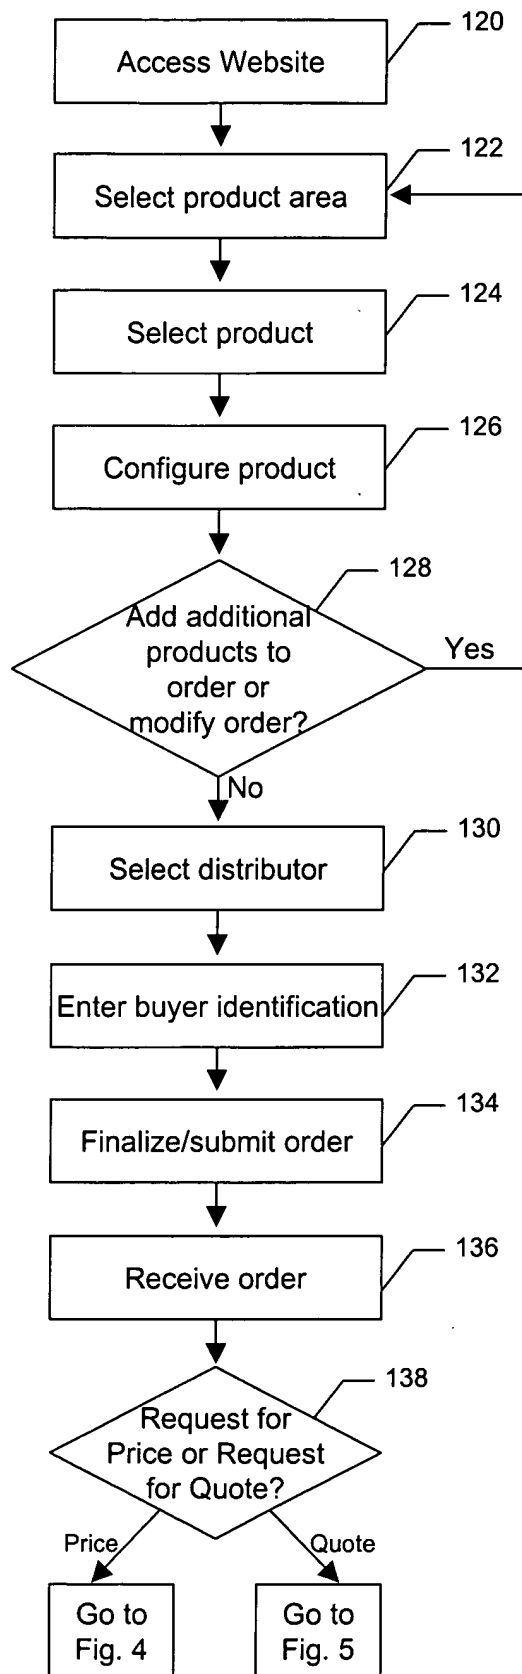 120
Access Website
122
Select product area
124
Select product
126
Configure product
128
Add additional
products to
order or
modify order?
Yes
No
130
Select distributor
132
Enter buyer identification
134
Finalize/submit order
136
Receive order
138
Request for
Price or Request
for Quote?
Price
Quote
Go to
Fig. 4
Go to
Fig. 5